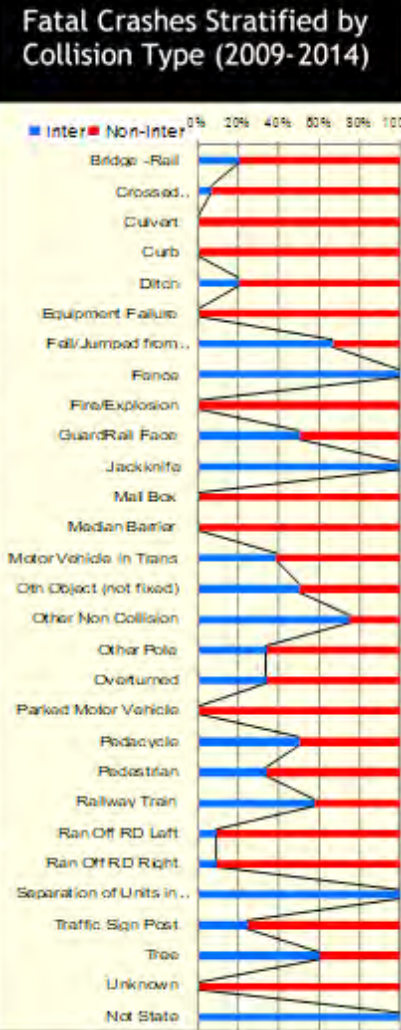 Fatal Crashes Stratified by
Collision Type (2009-2014)
Inter Non-Inter
0% 20% 40% 60% 80% 100
Bridge -Rail
Crossed..
Culvert
Curb
Ditch
Equipment Failure
Fell/Jumped from..
Fence
Fire/Explosion
GuardRail Face
Jackknife
Mail Box
Median Barrier
Motor Vehicle In Trans
Oth Object (not fixed)
Other Non Collision
Other Pole
Overturned
Parked Motor Vehicle
Pedacycle
Pedestrian
Railway Train
Ran Off RD Left
Ran Off RD Right
Separation of Units in..
Traffic Sign Post
Tree
Unknown
Not State